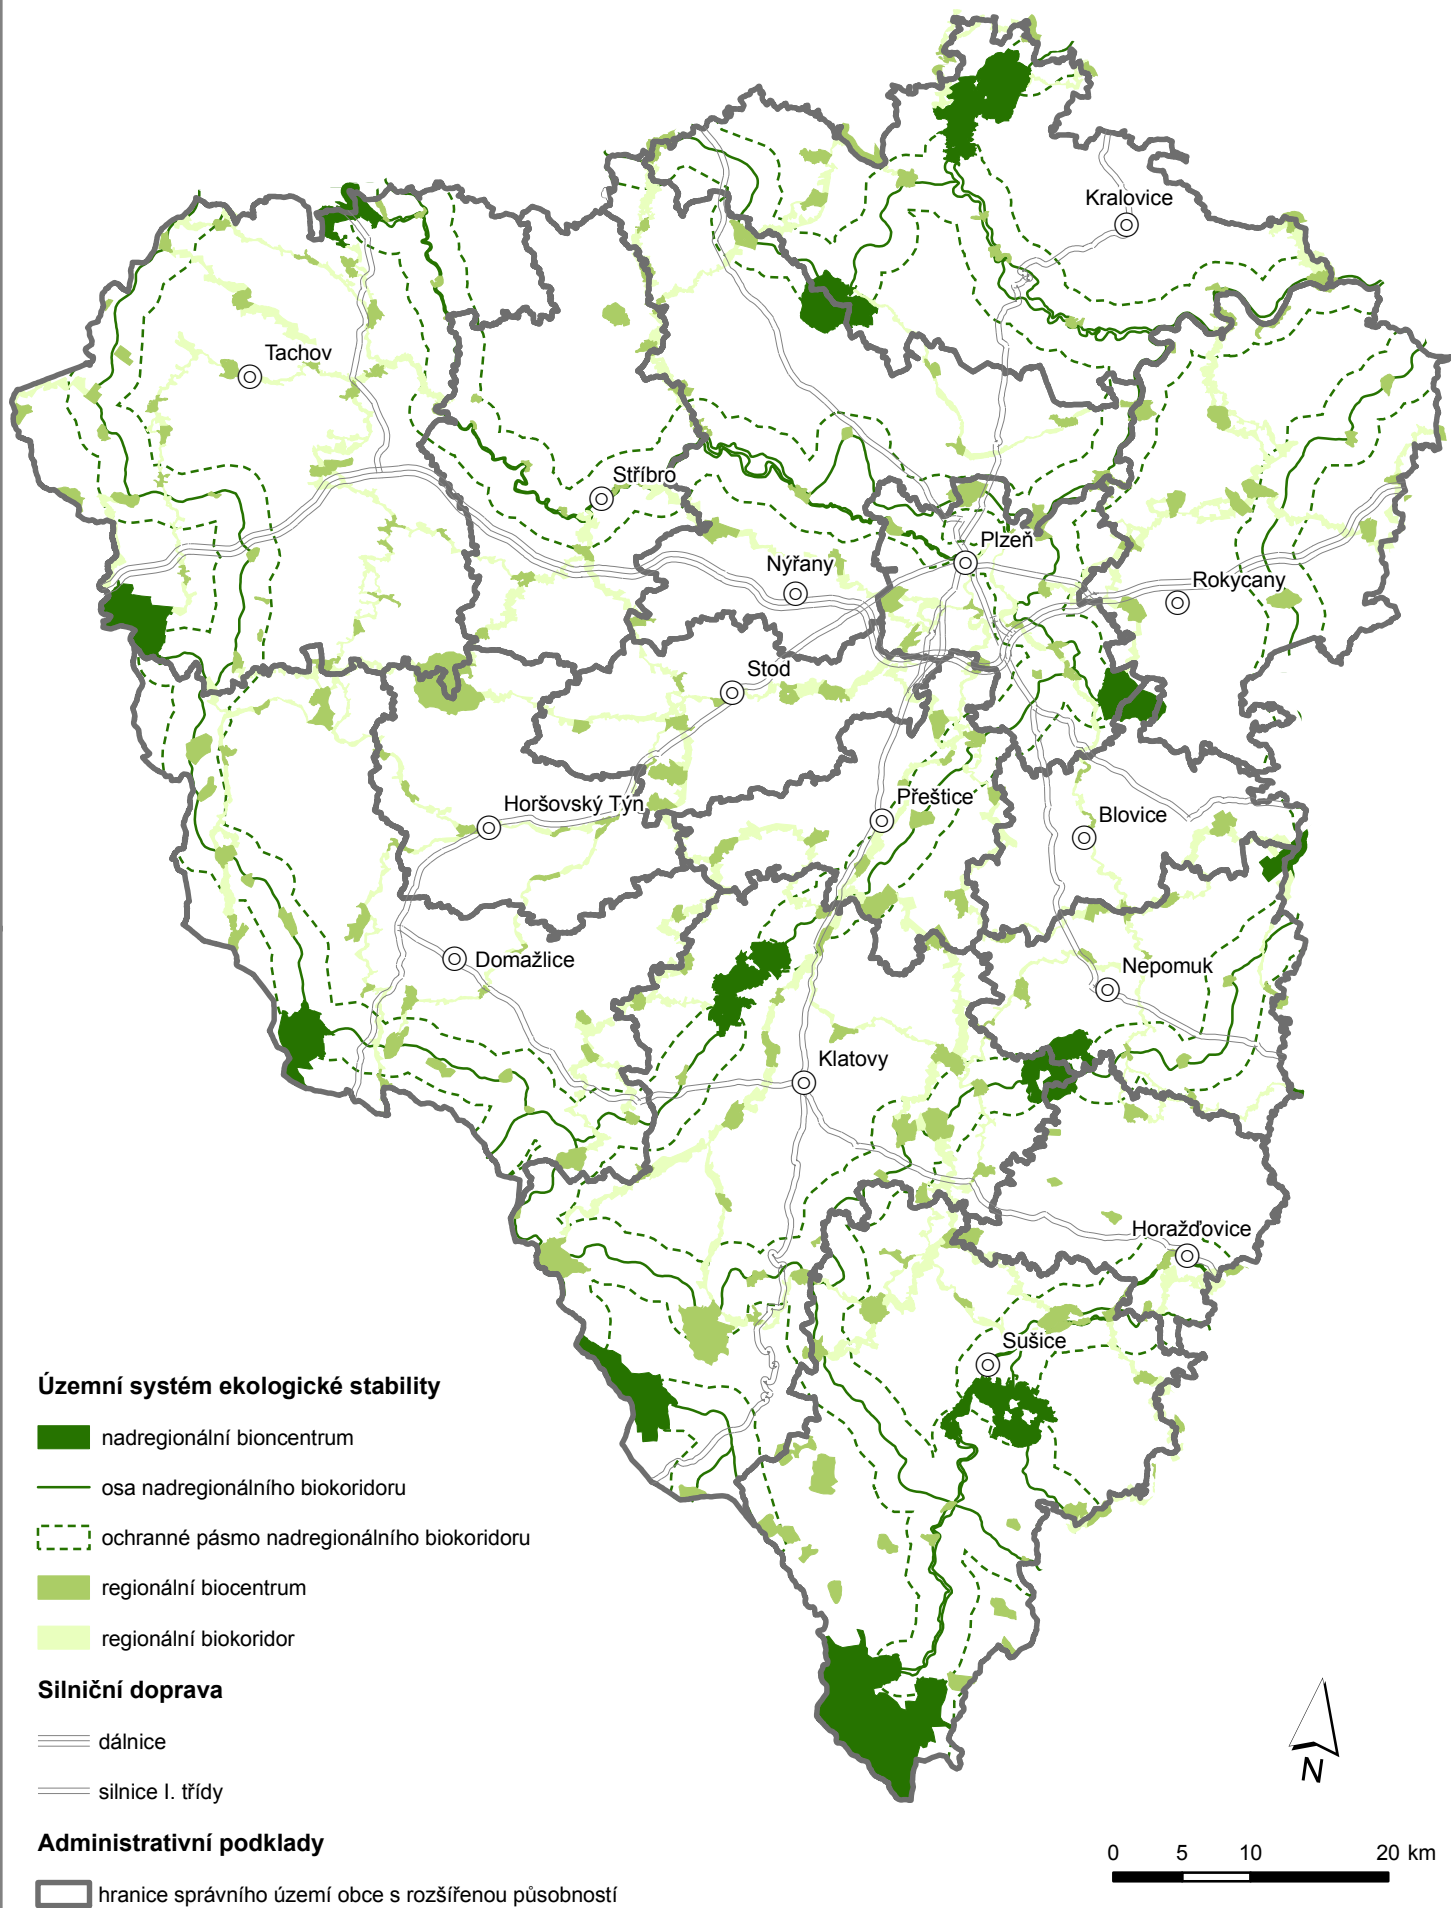 Kralovice
Tachov
Stříbro
Plzeň
Nýřany
Rokycany
Stod
Přeštice
Horšovský Týn
Blovice
Domažlice
Nepomuk
Klatovy
Horažďovice
Sušice
Územní systém ekologické stability
nadregionální bioncentrum
osa nadregionálního biokoridoru
ochranné pásmo nadregionálního biokoridoru
regionální biocentrum
regionální biokoridor
Silniční doprava
dálnice
silnice I. třídy
Administrativní podklady
hranice správního území obce s rozšířenou působností
N
0 5 10 20 km